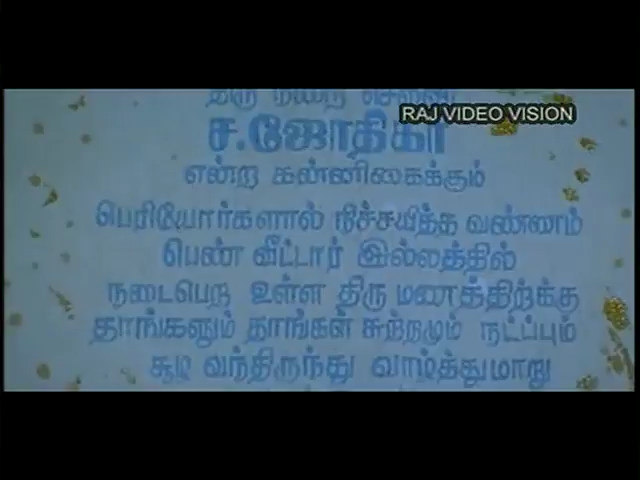 RAJ VIDEO VISION
திரு நிறை செல்வி
ச.ஜோதிகா
என்ற கன்னிகைக்கும்
பெரியோர்களால் நிச்சயித்த வண்ணம்
பெண் வீட்டார் இல்லத்தில்
நடைபெற உள்ள திரு மணத்திற்க்கு
தாங்களும் தாங்கள் சுற்றமும் நட்ப்பும்
சூடி வந்திருந்து வாழ்த்துமாறு